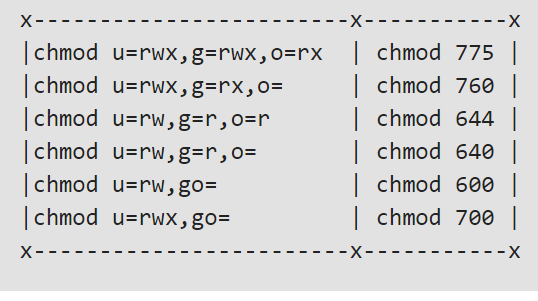 x------------------------x-----------x
|chmod u=rwx,g=rwx,o=rx  | chmod 775 |
|chmod u=rwx,g=rx,o=     | chmod 760 |
|chmod u=rw,g=r,o=r      | chmod 644 |
|chmod u=rw,g=r,o=       | chmod 640 |
|chmod u=rw,go=          | chmod 600 |
|chmod u=rwx,go=         | chmod 700 |
x------------------------x-----------x